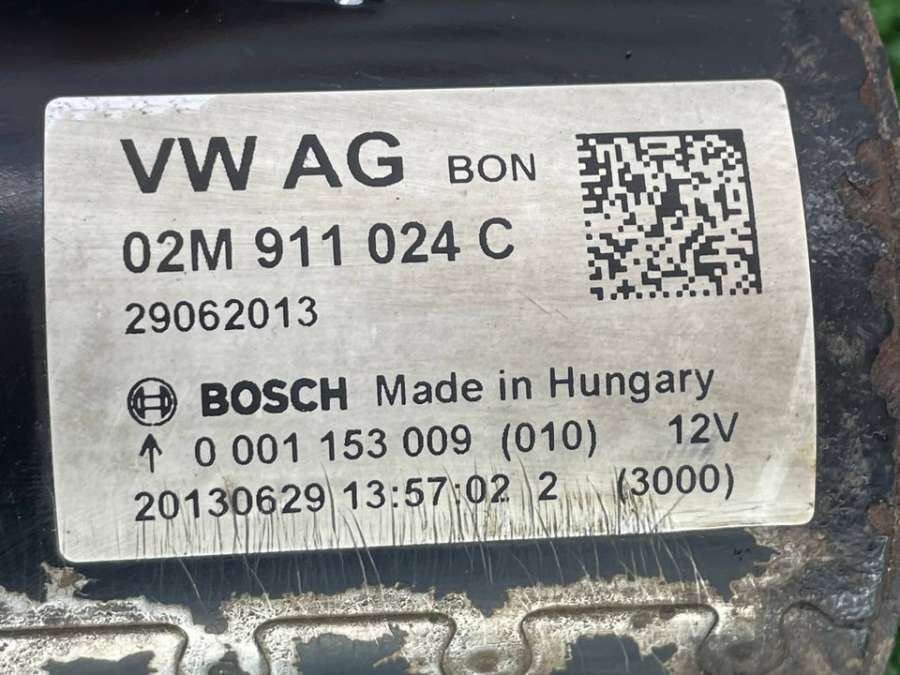 VW AG BON
02M 911 024 C
29062013
BOSCH Made in Hungary
↑ 0 001 153 009 (010) 12V
20130629 13:57:02 2 (3000)